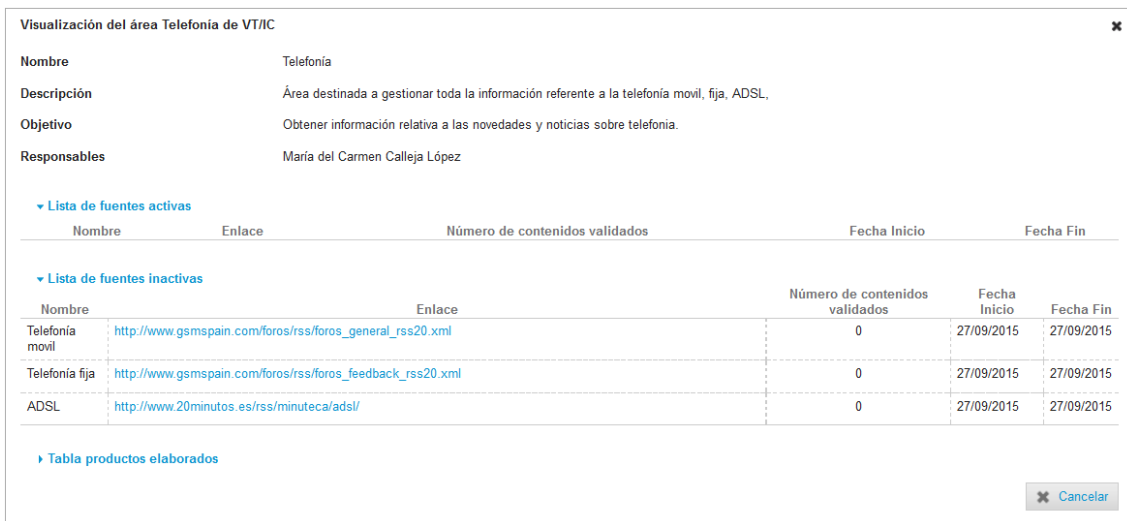 Visualización del área Telefonía de VT/IC
Nombre Telefonía
Descripción Área destinada a gestionar toda la información referente a la telefonía movil, fija, ADSL,
Objetivo Obtener información relativa a las novedades y noticias sobre telefonia.
Responsables María del Carmen Calleja López
Lista de fuentes activas
Nombre Enlace Número de contenidos validados Fecha Inicio Fecha Fin
Lista de fuentes inactivas
Nombre Enlace Número de contenidos validados Fecha Inicio Fecha Fin
Telefonía movil http://www.gsmspain.com/foros/rss/foros_general_rss20.xml 0 27/09/2015 27/09/2015
Telefonía fija http://www.gsmspain.com/foros/rss/foros_feedback_rss20.xml 0 27/09/2015 27/09/2015
ADSL http://www.20minutos.es/rss/minuteca/adsl/ 0 27/09/2015 27/09/2015
Tabla productos elaborados
Cancelar